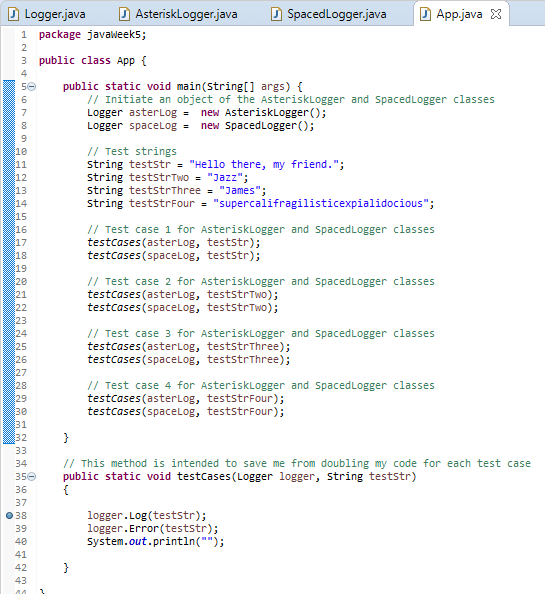 Logger.java AsteriskLogger.java SpacedLogger.java App.java
1 package javaWeek5;
2
3 public class App {
4
5 public static void main(String[] args) {
6 // Initiate an object of the AsteriskLogger and SpacedLogger classes
7 Logger asterLog =  new AsteriskLogger();
8 Logger spaceLog =  new SpacedLogger();
9
10 // Test strings
11 String testStr = "Hello there, my friend.";
12 String testStrTwo = "Jazz";
13 String testStrThree = "James";
14 String testStrFour = "supercalifragilisticexpialidocious";
15
16 // Test case 1 for AsteriskLogger and SpacedLogger classes
17 testCases(asterLog, testStr);
18 testCases(spaceLog, testStr);
19
20 // Test case 2 for AsteriskLogger and SpacedLogger classes
21 testCases(asterLog, testStrTwo);
22 testCases(spaceLog, testStrTwo);
23
24 // Test case 3 for AsteriskLogger and SpacedLogger classes
25 testCases(asterLog, testStrThree);
26 testCases(spaceLog, testStrThree);
27
28 // Test case 4 for AsteriskLogger and SpacedLogger classes
29 testCases(asterLog, testStrFour);
30 testCases(spaceLog, testStrFour);
31
32 }
33
34 // This method is intended to save me from doubling my code for each test case
35 public static void testCases(Logger logger, String testStr)
36 {
37
38 logger.Log(testStr);
39 logger.Error(testStr);
40 System.out.println("");
41
42 }
43
44 }